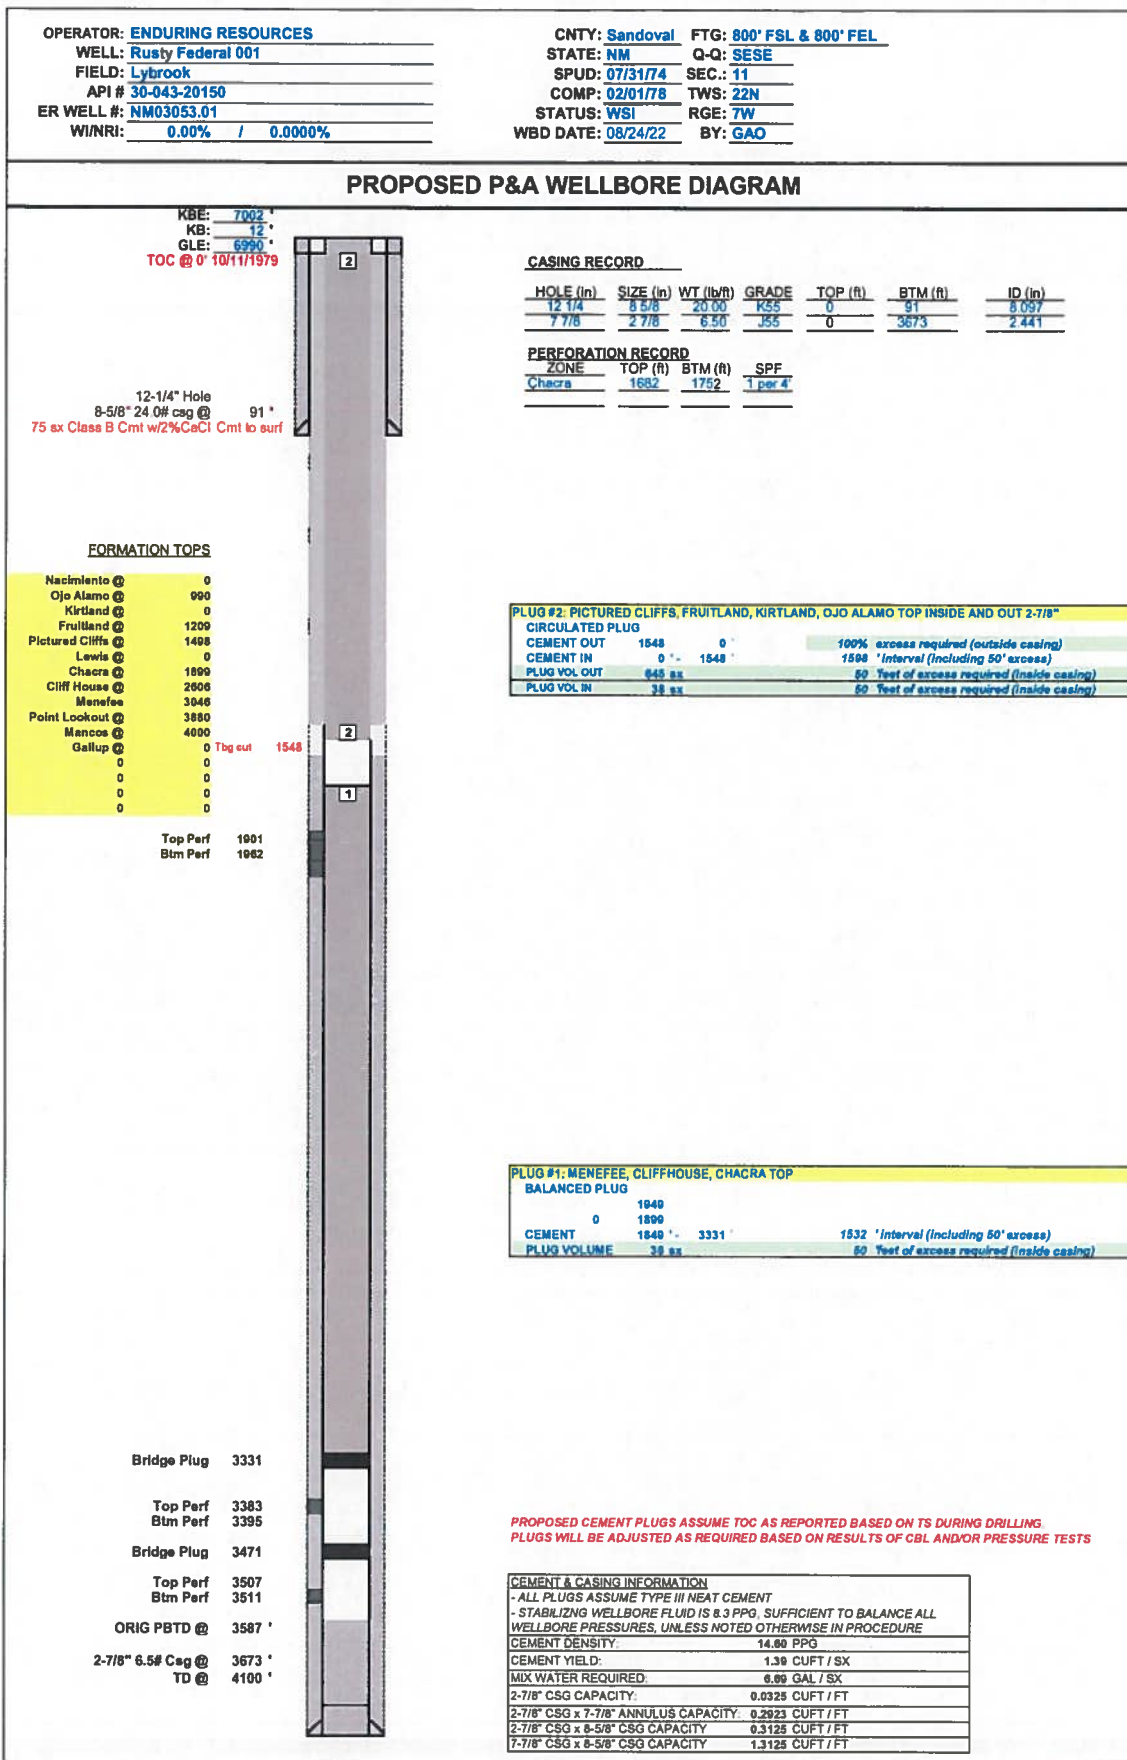 OPERATOR: ENDURING RESOURCES
WELL: Rusty Federal 001
FIELD: Lybrook
API # 30-043-20150
ER WELL #: NM03053.01
WI/NRI: 0.00% / 0.0000%
CNTY: Sandoval FTG: 800' FSL & 800' FEL
STATE: NM Q-Q: SESE
SPUD: 07/31/74 SEC.: 11
COMP: 02/01/78 TWS: 22N
STATUS: WSI RGE: 7W
WBD DATE: 08/24/22 BY: GAO
PROPOSED P&A WELLBORE DIAGRAM
KBE: 7002 '
KB: 12 '
GLE: 6990 '
TOC @ 0' 10/11/1979
2
CASING RECORD
HOLE (in) SIZE (in) WT (lb/ft) GRADE TOP (ft) BTM (ft) ID (in)
12 1/4 8 5/8 20.00 K55 0 91 8.097
7 7/8 2 7/8 6.50 J55 0 3673 2.441
PERFORATION RECORD
ZONE TOP (ft) BTM (ft) SPF
Chacra 1682 1752 1 per 4'
12-1/4" Hole
8-5/8" 24.0# csg @ 91 '
75 sx Class B Cmt w/2%CaCl Cmt to surf
FORMATION TOPS
Nacimiento @ 0
Ojo Alamo @ 990
Kirtland @ 0
Fruitland @ 1209
Pictured Cliffs @ 1498
Lewis @ 0
Chacra @ 1899
Cliff House @ 2606
Menefee 3046
Point Lookout @ 3880
Mancos @ 4000
Gallup @ 0 Tbg cut 1548
0 0
0 0
0 0
0 0
PLUG #2: PICTURED CLIFFS, FRUITLAND, KIRTLAND, OJO ALAMO TOP INSIDE AND OUT 2-7/8"
CIRCULATED PLUG
CEMENT OUT 1548 0 ' 100% excess required (outside casing)
CEMENT IN 0 '- 1548 ' 1598 'Interval (including 50' excess)
PLUG VOL OUT 645 sx 50 'feet of excess required (inside casing)
PLUG VOL IN 38 sx 50 'feet of excess required (inside casing)
2
1
Top Perf 1901
Btm Perf 1962
PLUG #1: MENEFEE, CLIFFHOUSE, CHACRA TOP
BALANCED PLUG
1949
0 1899
CEMENT 1849 '- 3331 ' 1532 'Interval (including 50' excess)
PLUG VOLUME 36 sx 50 'feet of excess required (inside casing)
Bridge Plug 3331
Top Perf 3383
Btm Perf 3395
Bridge Plug 3471
Top Perf 3507
Btm Perf 3511
ORIG PBTD @ 3587 '
2-7/8" 6.5# Csg @ 3673 '
TD @ 4100 '
PROPOSED CEMENT PLUGS ASSUME TOC AS REPORTED BASED ON TS DURING DRILLING.
PLUGS WILL BE ADJUSTED AS REQUIRED BASED ON RESULTS OF CBL AND/OR PRESSURE TESTS
CEMENT & CASING INFORMATION
- ALL PLUGS ASSUME TYPE III NEAT CEMENT
- STABILIZNG WELLBORE FLUID IS 8.3 PPG, SUFFICIENT TO BALANCE ALL
WELLBORE PRESSURES, UNLESS NOTED OTHERWISE IN PROCEDURE
CEMENT DENSITY: 14.60 PPG
CEMENT YIELD: 1.39 CUFT / SX
MIX WATER REQUIRED: 6.69 GAL / SX
2-7/8" CSG CAPACITY: 0.0325 CUFT / FT
2-7/8" CSG x 7-7/8" ANNULUS CAPACITY: 0.2923 CUFT / FT
2-7/8" CSG x 8-5/8" CSG CAPACITY 0.3125 CUFT / FT
7-7/8" CSG x 8-5/8" CSG CAPACITY 1.3125 CUFT / FT